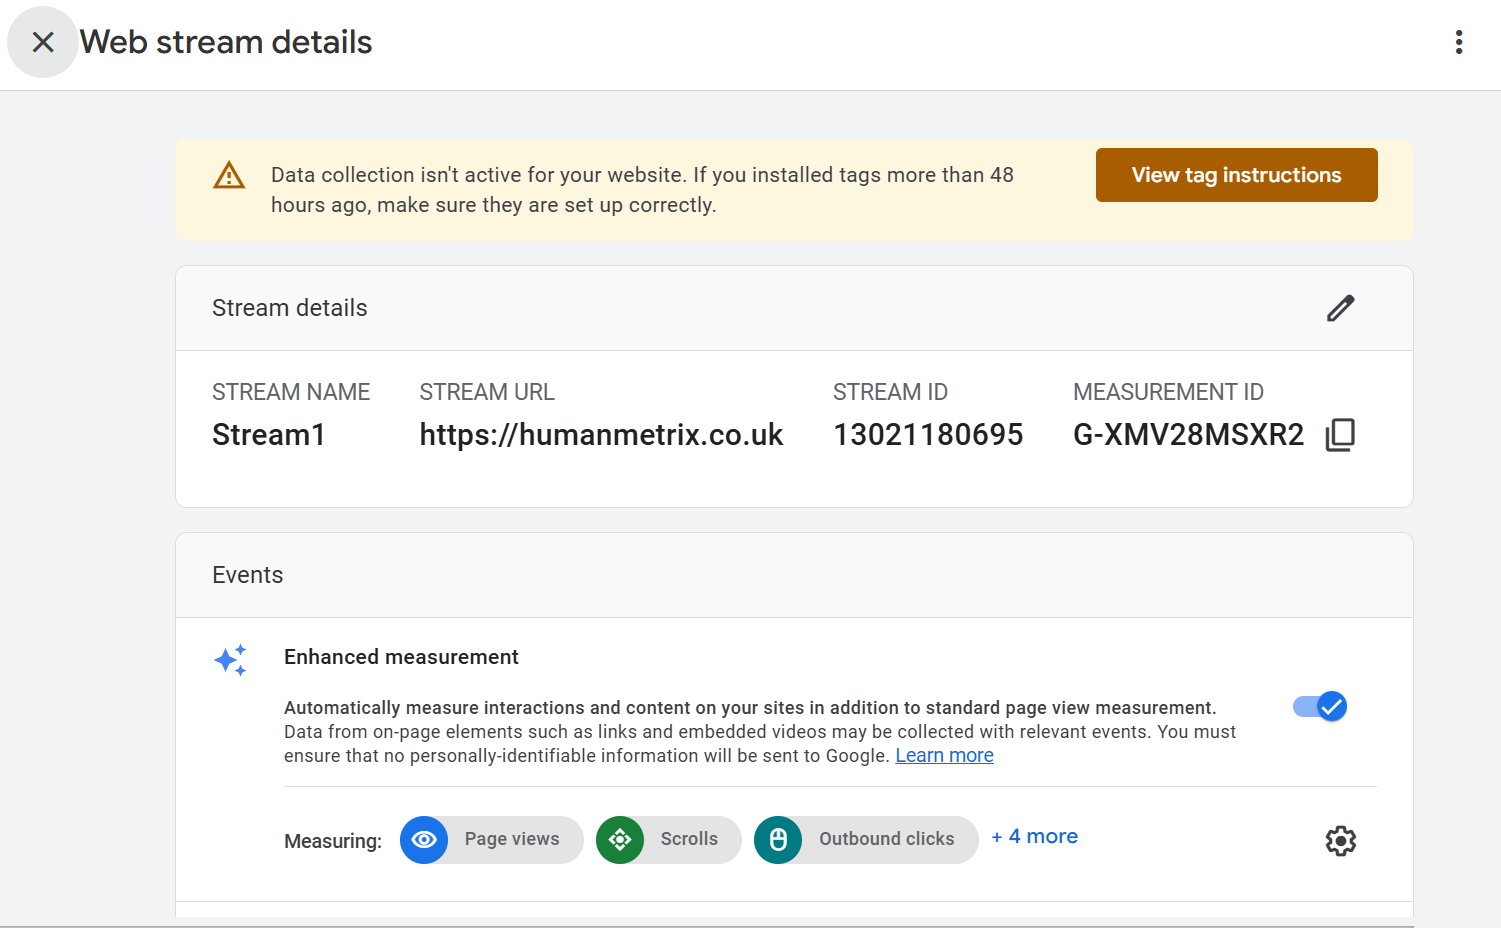 Web stream details
Data collection isn't active for your website. If you installed tags more than 48
hours ago, make sure they are set up correctly.
View tag instructions
Stream details
STREAM NAME
Stream1
STREAM URL
https://humanmetrix.co.uk
STREAM ID
13021180695
MEASUREMENT ID
G-XMV28MSXR2
Events
Enhanced measurement
Automatically measure interactions and content on your sites in addition to standard page view measurement.
Data from on-page elements such as links and embedded videos may be collected with relevant events. You must
ensure that no personally-identifiable information will be sent to Google. Learn more
Measuring: Page views Scrolls Outbound clicks + 4 more